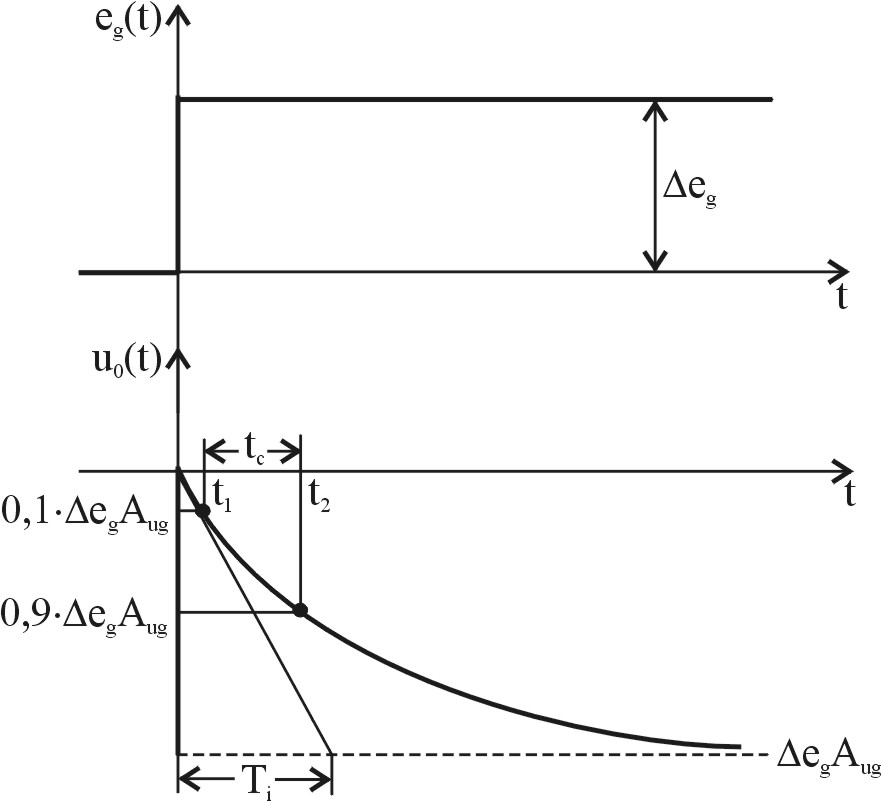 e_g(t)
Δe_g
t
u_0(t)
t_c
t_1
t_2
t
0,1·Δe_gA_ug
0,9·Δe_gA_ug
Δe_gA_ug
T_i